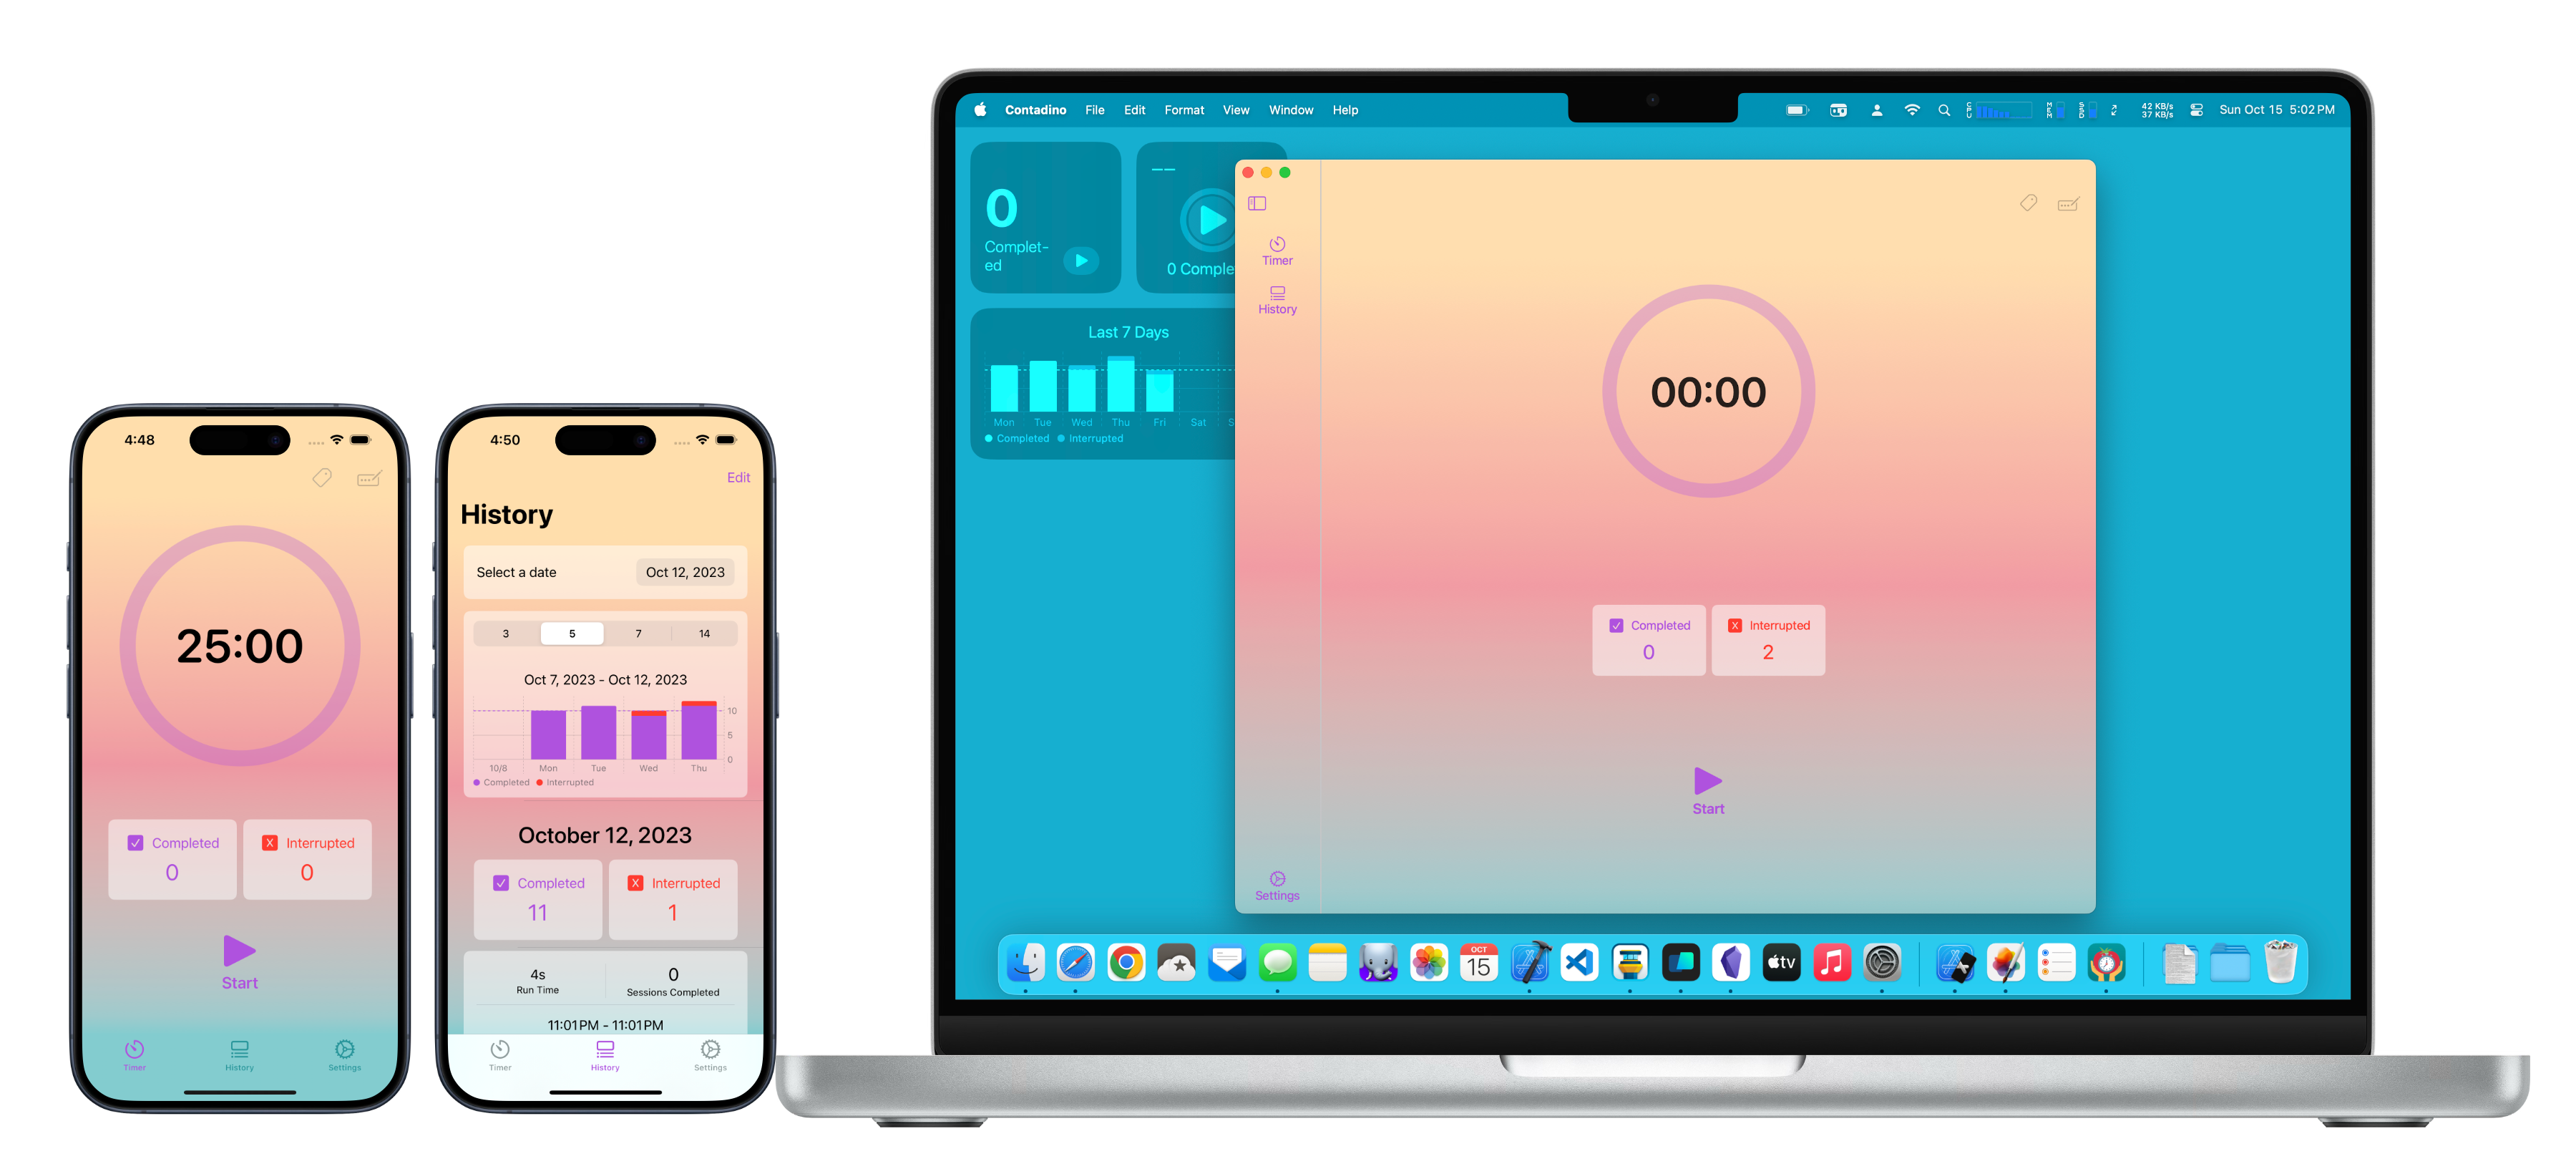 4:48
25:00
Completed
0
Interrupted
0
Start
Timer
History
Settings
4:50
Edit
History
Select a date
Oct 12, 2023
3 5 7 14
Oct 7, 2023 - Oct 12, 2023
10
5
0
10/8 Mon Tue Wed Thu
Completed Interrupted
October 12, 2023
Completed
11
Interrupted
1
4s
Run Time
0
Sessions Completed
11:01PM - 11:01PM
Timer
History
Settings
Contadino File Edit Format View Window Help
CPU
MEM
SSD
42 KB/s
37 KB/s
Sun Oct 15 5:02PM
0
Complet-
ed
--
0 Comple
Last 7 Days
Mon Tue Wed Thu Fri Sat S
Completed Interrupted
Timer
History
Settings
00:00
Completed
0
Interrupted
2
Start
OCT
15
tv